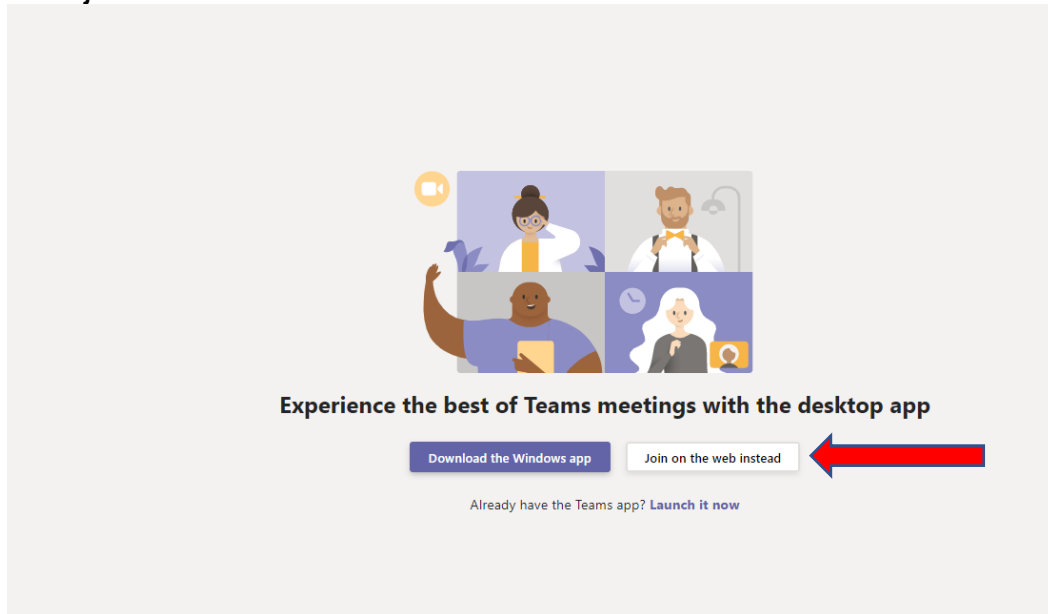 Experience the best of Teams meetings with the desktop app
Download the Windows app Join on the web instead
Already have the Teams app? Launch it now